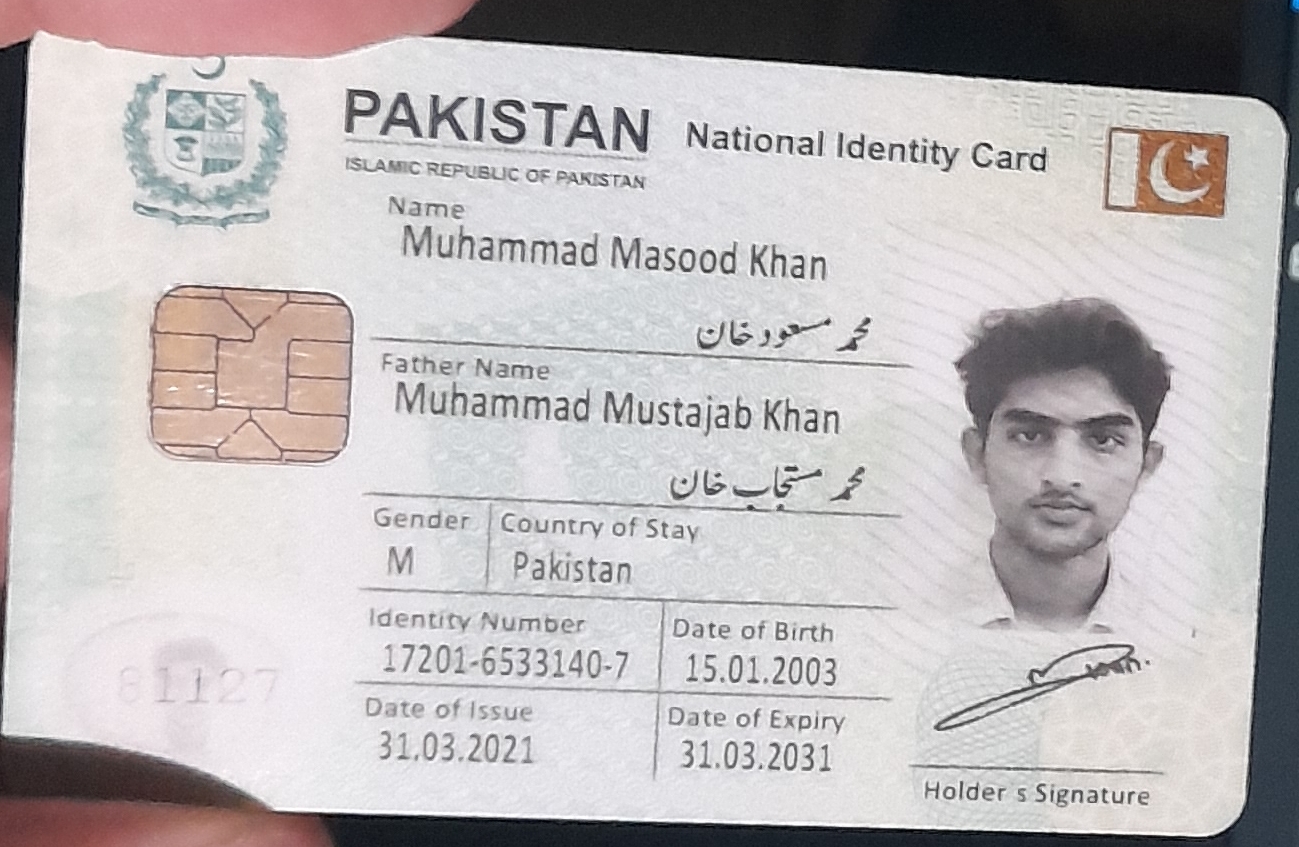 PAKISTAN National Identity Card
ISLAMIC REPUBLIC OF PAKISTAN
Name
Muhammad Masood Khan
محمد مسعود خان
Father Name
Muhammad Mustajab Khan
محمد مستجاب خان
Gender Country of Stay
M Pakistan
Identity Number Date of Birth
17201-6533140-7 15.01.2003
81127
Date of Issue Date of Expiry
31.03.2021 31.03.2031
Holder s Signature